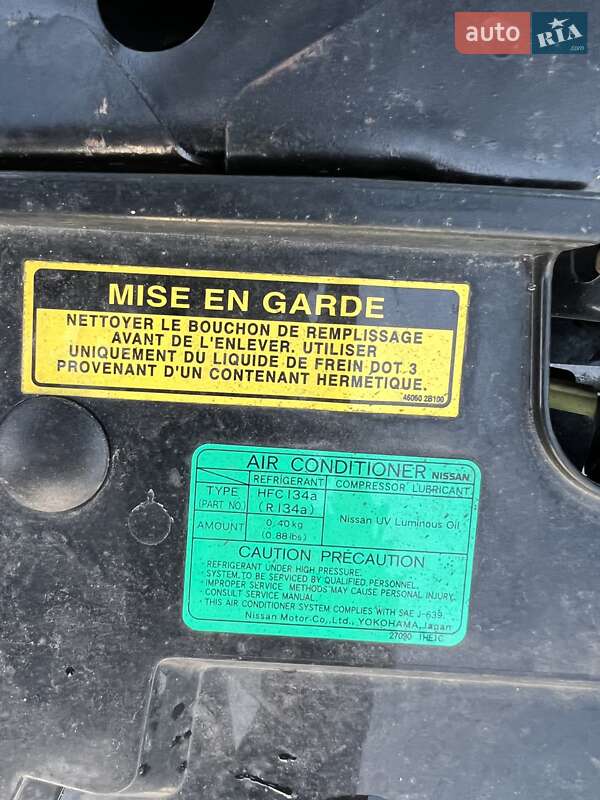 auto RIA .com
MISE EN GARDE
NETTOYER LE BOUCHON DE REMPLISSAGE
AVANT DE L'ENLEVER. UTILISER
UNIQUEMENT DU LIQUIDE DE FREIN DOT 3
PROVENANT D'UN CONTENANT HERMÉTIQUE.
46060 2B100
AIR CONDITIONER NISSAN
REFRIGERANT COMPRESSOR LUBRICANT
TYPE HFC134a
(PART NO.) (R134a) Nissan UV Luminous Oil
AMOUNT 0.40kg
(0.88lbs)
CAUTION PRÉCAUTION
•REFRIGERANT UNDER HIGH PRESSURE.
•SYSTEM, TO BE SERVICED BY QUALIFIED PERSONNEL.
•IMPROPER SERVICE METHODS MAY CAUSE PERSONAL INJURY.
•CONSULT SERVICE MANUAL.
•THIS AIR CONDITIONER SYSTEM COMPLIES WITH SAE J-639.
Nissan Motor Co., Ltd., YOKOHAMA, Japan
27090 1HE1C